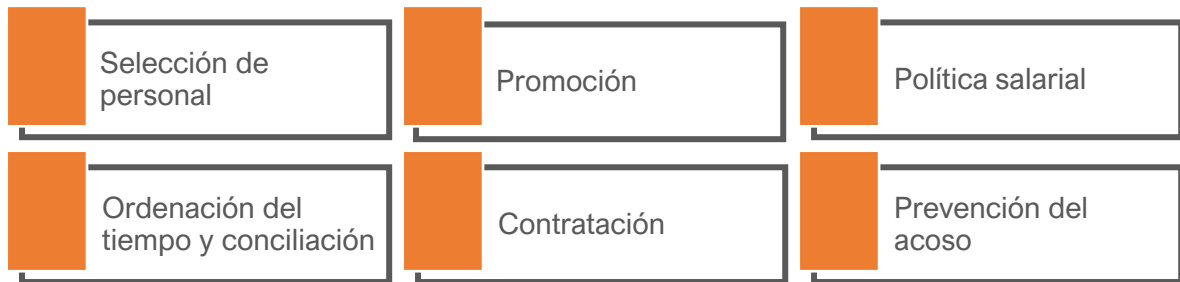 Selección de
personal
Promoción
Política salarial
Ordenación del
tiempo y conciliación
Contratación
Prevención del
acoso